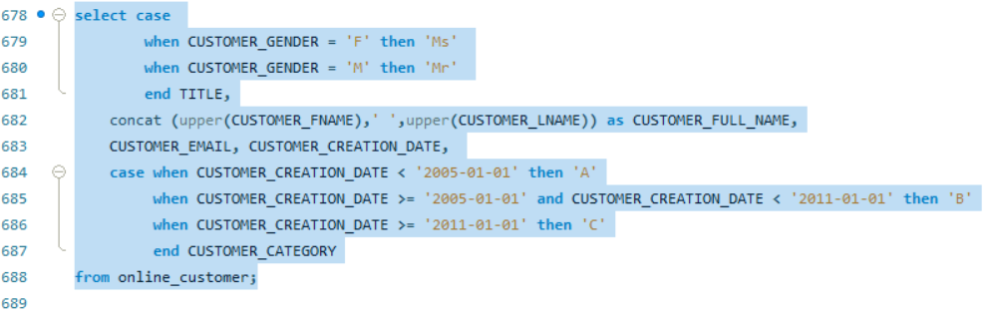 678 select case
679 when CUSTOMER_GENDER = 'F' then 'Ms'
680 when CUSTOMER_GENDER = 'M' then 'Mr'
681 end TITLE,
682 concat (upper(CUSTOMER_FNAME),' ',upper(CUSTOMER_LNAME)) as CUSTOMER_FULL_NAME,
683 CUSTOMER_EMAIL, CUSTOMER_CREATION_DATE,
684 case when CUSTOMER_CREATION_DATE < '2005-01-01' then 'A'
685 when CUSTOMER_CREATION_DATE >= '2005-01-01' and CUSTOMER_CREATION_DATE < '2011-01-01' then 'B'
686 when CUSTOMER_CREATION_DATE >= '2011-01-01' then 'C'
687 end CUSTOMER_CATEGORY
688 from online_customer;
689